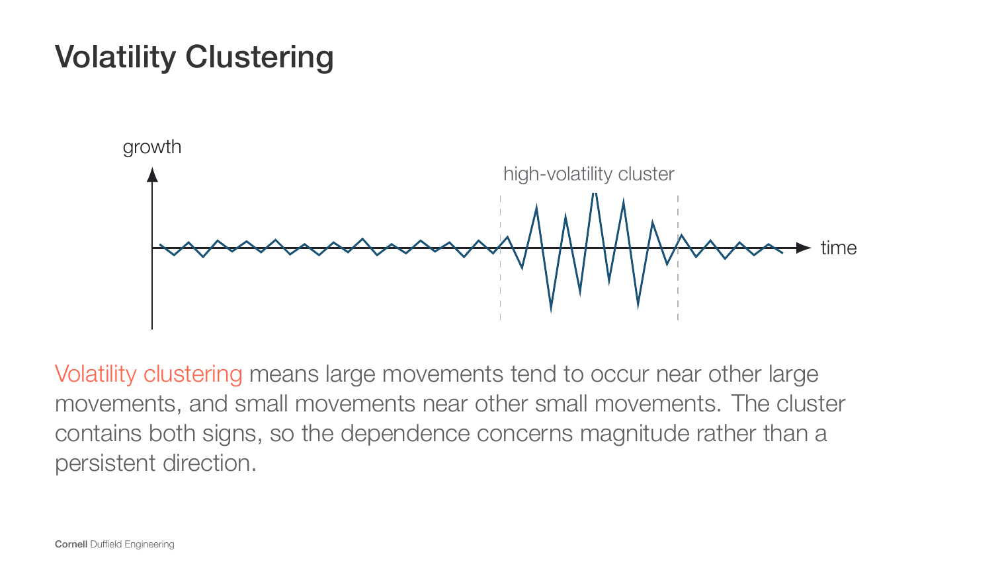 Volatility Clustering
growth
high-volatility cluster
time
Volatility clustering means large movements tend to occur near other large
movements, and small movements near other small movements. The cluster
contains both signs, so the dependence concerns magnitude rather than a
persistent direction.
Cornell Duffield Engineering